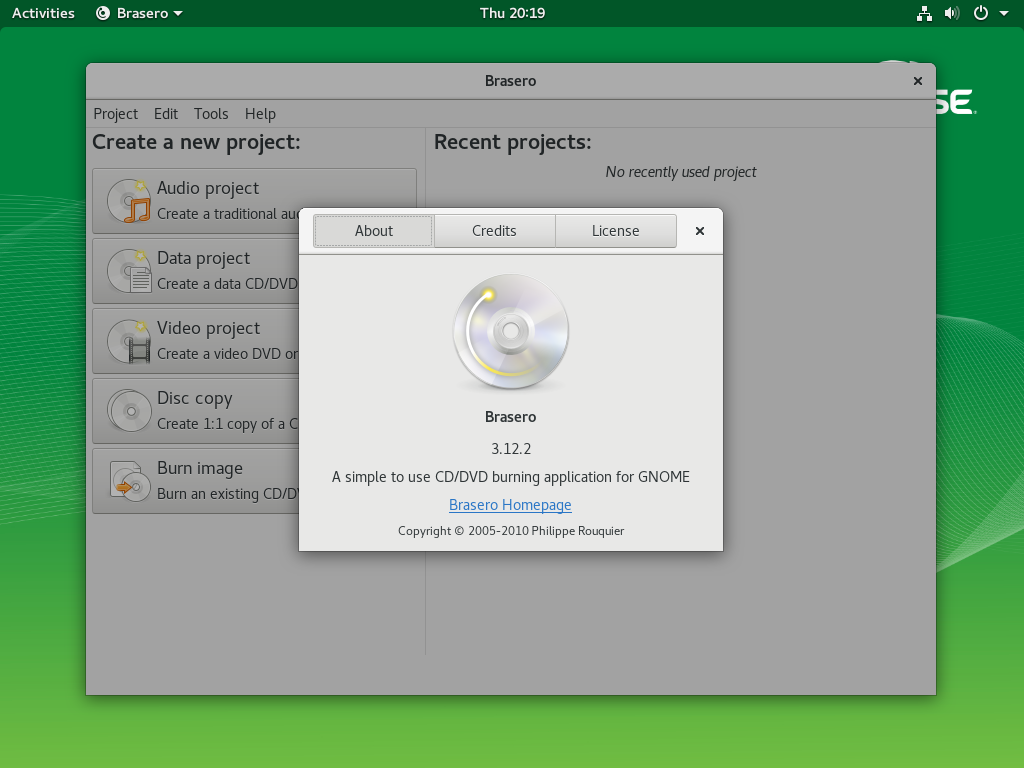 Activities Brasero Thu 20:19
SE.
Brasero
Project Edit Tools Help
Create a new project:
Audio project
Create a traditional
Data project
Create a data CD/DVD
Video project
Create a video DVD or
Disc copy
Create 1:1 copy of a
Burn image
Burn an existing
Recent projects:
No recently used project
About Credits License
Brasero
3.12.2
A simple to use CD/DVD burning application for GNOME
Brasero Homepage
Copyright © 2005-2010 Philippe Rouquier